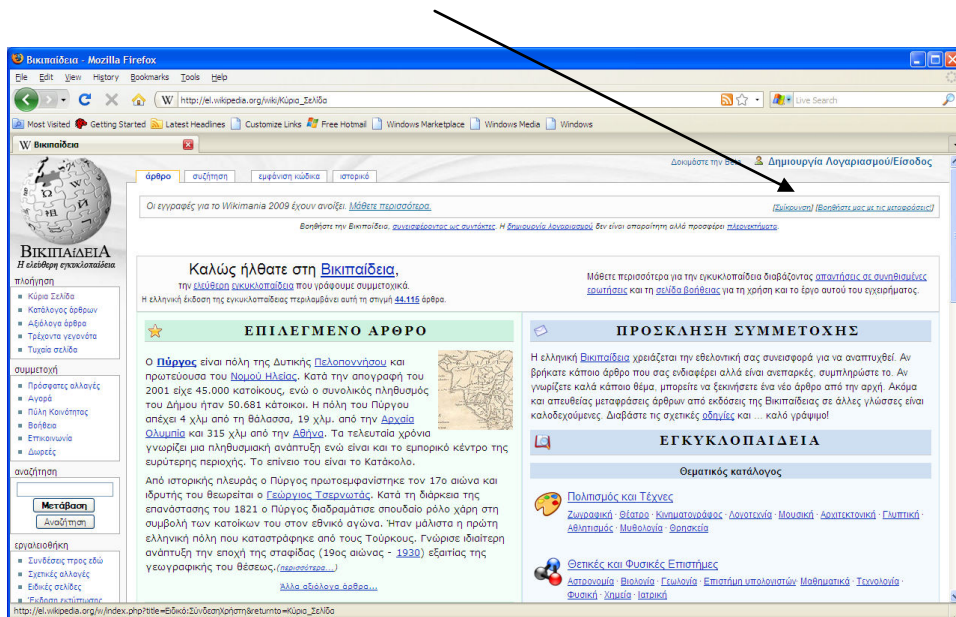 Βικιπαίδεια - Mozilla Firefox
File Edit View History Bookmarks Tools Help
http://el.wikipedia.org/wiki/Κύρια_Σελίδα
Live Search
Most Visited Getting Started Latest Headlines Customize Links Free Hotmail Windows Marketplace Windows Media Windows
Βικιπαίδεια
Δοκιμάστε την Beta Δημιουργία Λογαριασμού/Είσοδος
άρθρο συζήτηση εμφάνιση κώδικα ιστορικό
Οι εγγραφές για το Wikimania 2009 έχουν ανοίξει. Μάθετε περισσότερα.
[Σμίκρυνση] [Βοηθήστε μας με τις μεταφράσεις!]
Βοηθήστε την Βικιπαίδεια, συνεισφέροντας ως συντάκτες. Η δημιουργία λογαριασμού δεν είναι απαραίτητη αλλά προσφέρει πλεονεκτήματα.
ΒΙΚΙΠΑίΔΕΙΑ
Η ελεύθερη εγκυκλοπαίδεια
πλοήγηση
Κύρια Σελίδα
Κατάλογος άρθρων
Αξιόλογα άρθρα
Τρέχοντα γεγονότα
Τυχαία σελίδα
συμμετοχή
Πρόσφατες αλλαγές
Αγορά
Πύλη Κοινότητας
Βοήθεια
Επικοινωνία
Δωρεές
αναζήτηση
Μετάβαση
Αναζήτηση
εργαλειοθήκη
Συνδέσεις προς εδώ
Σχετικές αλλαγές
Ειδικές σελίδες
Έκδοση εκτύπωσης
Καλώς ήλθατε στη Βικιπαίδεια,
την ελεύθερη εγκυκλοπαίδεια που γράφουμε συμμετοχικά.
Η ελληνική έκδοση της εγκυκλοπαίδειας περιλαμβάνει αυτή τη στιγμή 44.115 άρθρα.
Μάθετε περισσότερα για την εγκυκλοπαίδεια διαβάζοντας απαντήσεις σε συνηθισμένες
ερωτήσεις και τη σελίδα βοήθειας για τη χρήση και το έργο αυτού του εγχειρήματος.
ΕΠΙΛΕΓΜΕΝΟ ΑΡΘΡΟ
Ο Πύργος είναι πόλη της Δυτικής Πελοποννήσου και
πρωτεύουσα του Νομού Ηλείας. Κατά την απογραφή του
2001 είχε 45.000 κατοίκους, ενώ ο συνολικός πληθυσμός
του Δήμου ήταν 50.681 κάτοικοι. Η πόλη του Πύργου
απέχει 4 χλμ από τη θάλασσα, 19 χλμ. από την Αρχαία
Ολυμπία και 315 χλμ από την Αθήνα. Τα τελευταία χρόνια
γνωρίζει μια πληθυσμιακή ανάπτυξη ενώ είναι και το εμπορικό κέντρο της
ευρύτερης περιοχής. Το επίνειο του είναι το Κατάκολο.
Από ιστορικής πλευράς ο Πύργος πρωτοεμφανίστηκε τον 17ο αιώνα και
ιδρυτής του θεωρείται ο Γεώργιος Τσερνωτάς. Κατά τη διάρκεια της
επανάστασης του 1821 ο Πύργος διαδραμάτισε σπουδαίο ρόλο χάρη στη
συμβολή των κατοίκων του στον εθνικό αγώνα. Ήταν μάλιστα η πρώτη
ελληνική πόλη που καταστράφηκε από τους Τούρκους. Γνώρισε ιδιαίτερη
ανάπτυξη την εποχή της σταφίδας (19ος αιώνας - 1930) εξαιτίας της
γεωγραφικής του θέσεως.(περισσότερα...)
Άλλα αξιόλογα άρθρα...
ΠΡΟΣΚΛΗΣΗ ΣΥΜΜΕΤΟΧΗΣ
Η ελληνική Βικιπαίδεια χρειάζεται την εθελοντική σας συνεισφορά για να αναπτυχθεί. Αν
βρήκατε κάποιο άρθρο που σας ενδιαφέρει αλλά είναι ανεπαρκές, συμπληρώστε το. Αν
γνωρίζετε καλά κάποιο θέμα, μπορείτε να ξεκινήσετε ένα νέο άρθρο από την αρχή. Ακόμα
και απευθείας μεταφράσεις άρθρων από εκδόσεις της Βικιπαίδειας σε άλλες γλώσσες είναι
καλοδεχούμενες. Διαβάστε τις σχετικές οδηγίες και ... καλό γράψιμο!
ΕΓΚΥΚΛΟΠΑΙΔΕΙΑ
Θεματικός κατάλογος
Πολιτισμός και Τέχνες
Ζωγραφική · Θέατρο · Κινηματογράφος · Λογοτεχνία · Μουσική · Αρχιτεκτονική · Γλυπτική ·
Αθλητισμός · Μυθολογία · Θρησκεία
Θετικές και Φυσικές Επιστήμες
Αστρονομία · Βιολογία · Γεωλογία · Επιστήμη υπολογιστών · Μαθηματικά · Τεχνολογία ·
Φυσική · Χημεία · Ιατρική
http://el.wikipedia.org/w/index.php?title=Ειδικό:ΣύνδεσηΧρήστη&returnto=Κύρια_Σελίδα